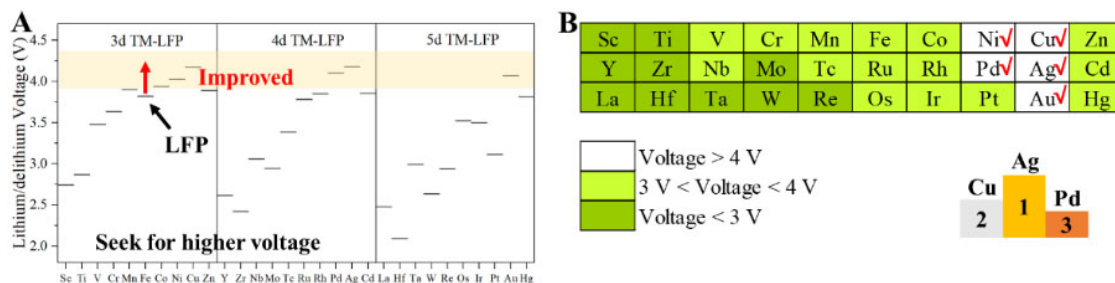 A
Lithium/delithium Voltage (V)
4.5
4.0
3.5
3.0
2.5
2.0
3d TM-LFP 4d TM-LFP 5d TM-LFP
Improved
LFP
Seek for higher voltage
Sc Ti V Cr Mn Fe Co Ni Cu Zn Y Zr Nb Mo Tc Ru Rh Pd Ag Cd La Hf Ta W Re Os Ir Pt Au Hg
B
Sc Ti V Cr Mn Fe Co Ni✓ Cu✓ Zn
Y Zr Nb Mo Tc Ru Rh Pd✓ Ag✓ Cd
La Hf Ta W Re Os Ir Pt Au✓ Hg
Voltage > 4 V
3 V < Voltage < 4 V
Voltage < 3 V
Ag
Cu
Pd
2 1 3